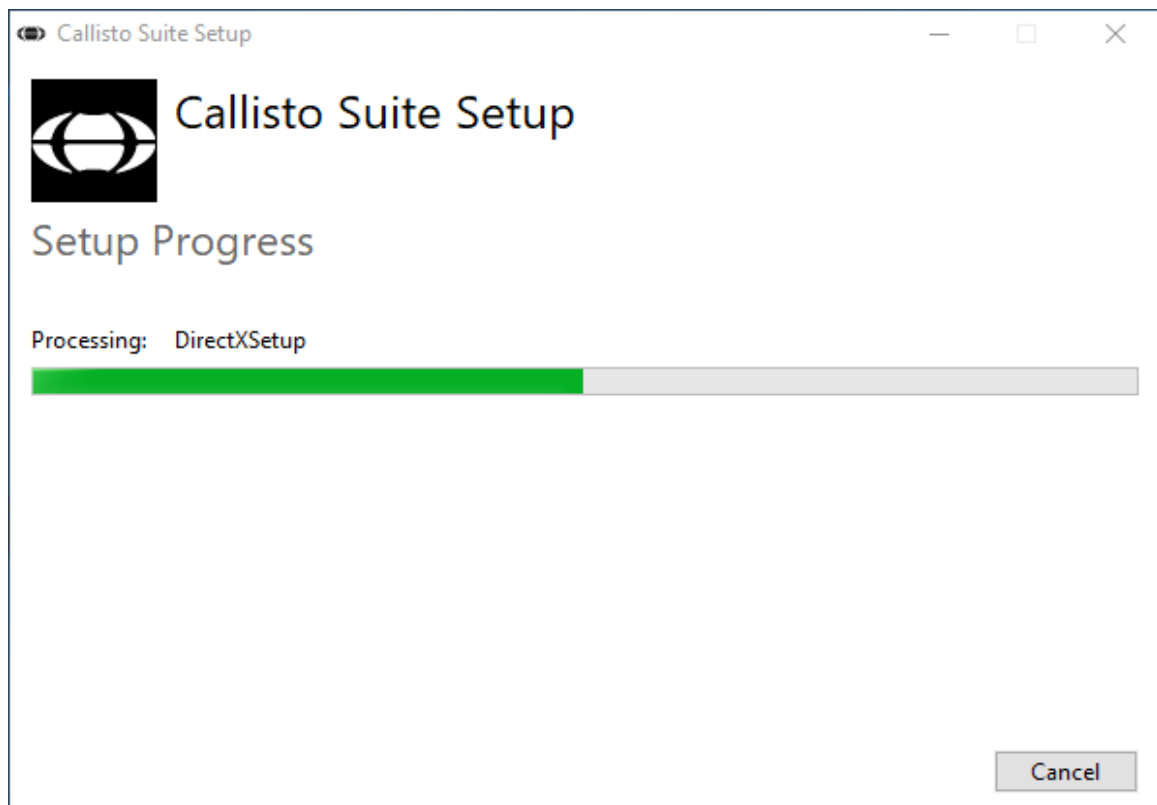 Callisto Suite Setup
Callisto Suite Setup
Setup Progress
Processing: DirectXSetup
Cancel